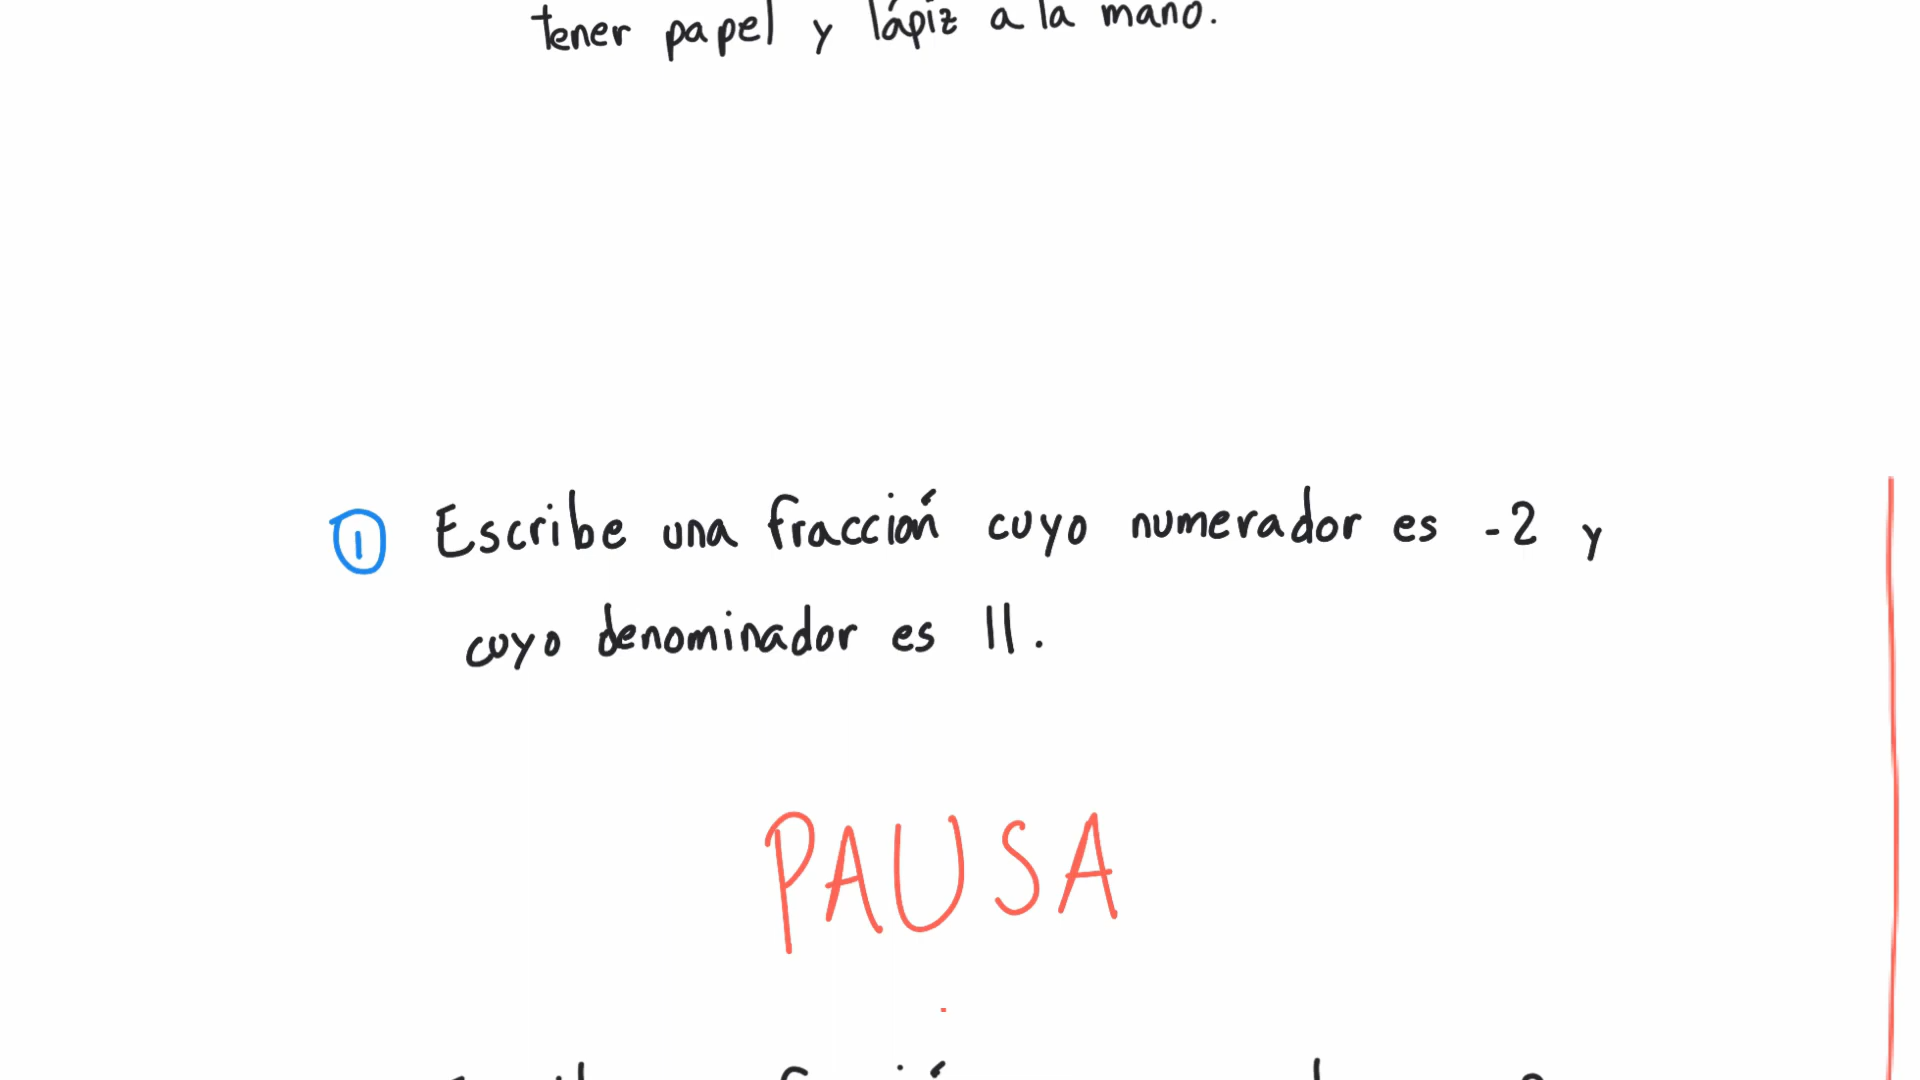 tener papel y lápiz a la mano.
① Escribe una fracción cuyo numerador es -2 y
cuyo denominador es 11.
PAUSA